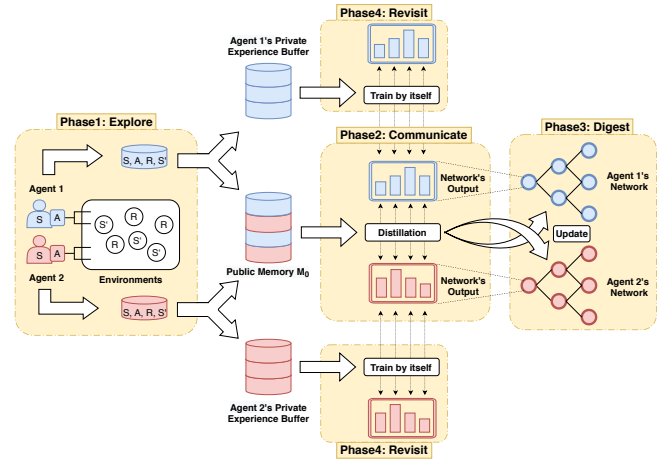 Phase4: Revisit
Agent 1's Private
Experience Buffer
Train by itself
Phase1: Explore
S, A, R, S'
Agent 1
S
A
S'
R
R
S'
S'
R
S
A
Agent 2
Environments
S, A, R, S'
Public Memory M0
Phase2: Communicate
Network's
Output
Distillation
Network's
Output
Phase3: Digest
Agent 1's
Network
Update
Agent 2's
Network
Train by itself
Agent 2's Private
Experience Buffer
Phase4: Revisit